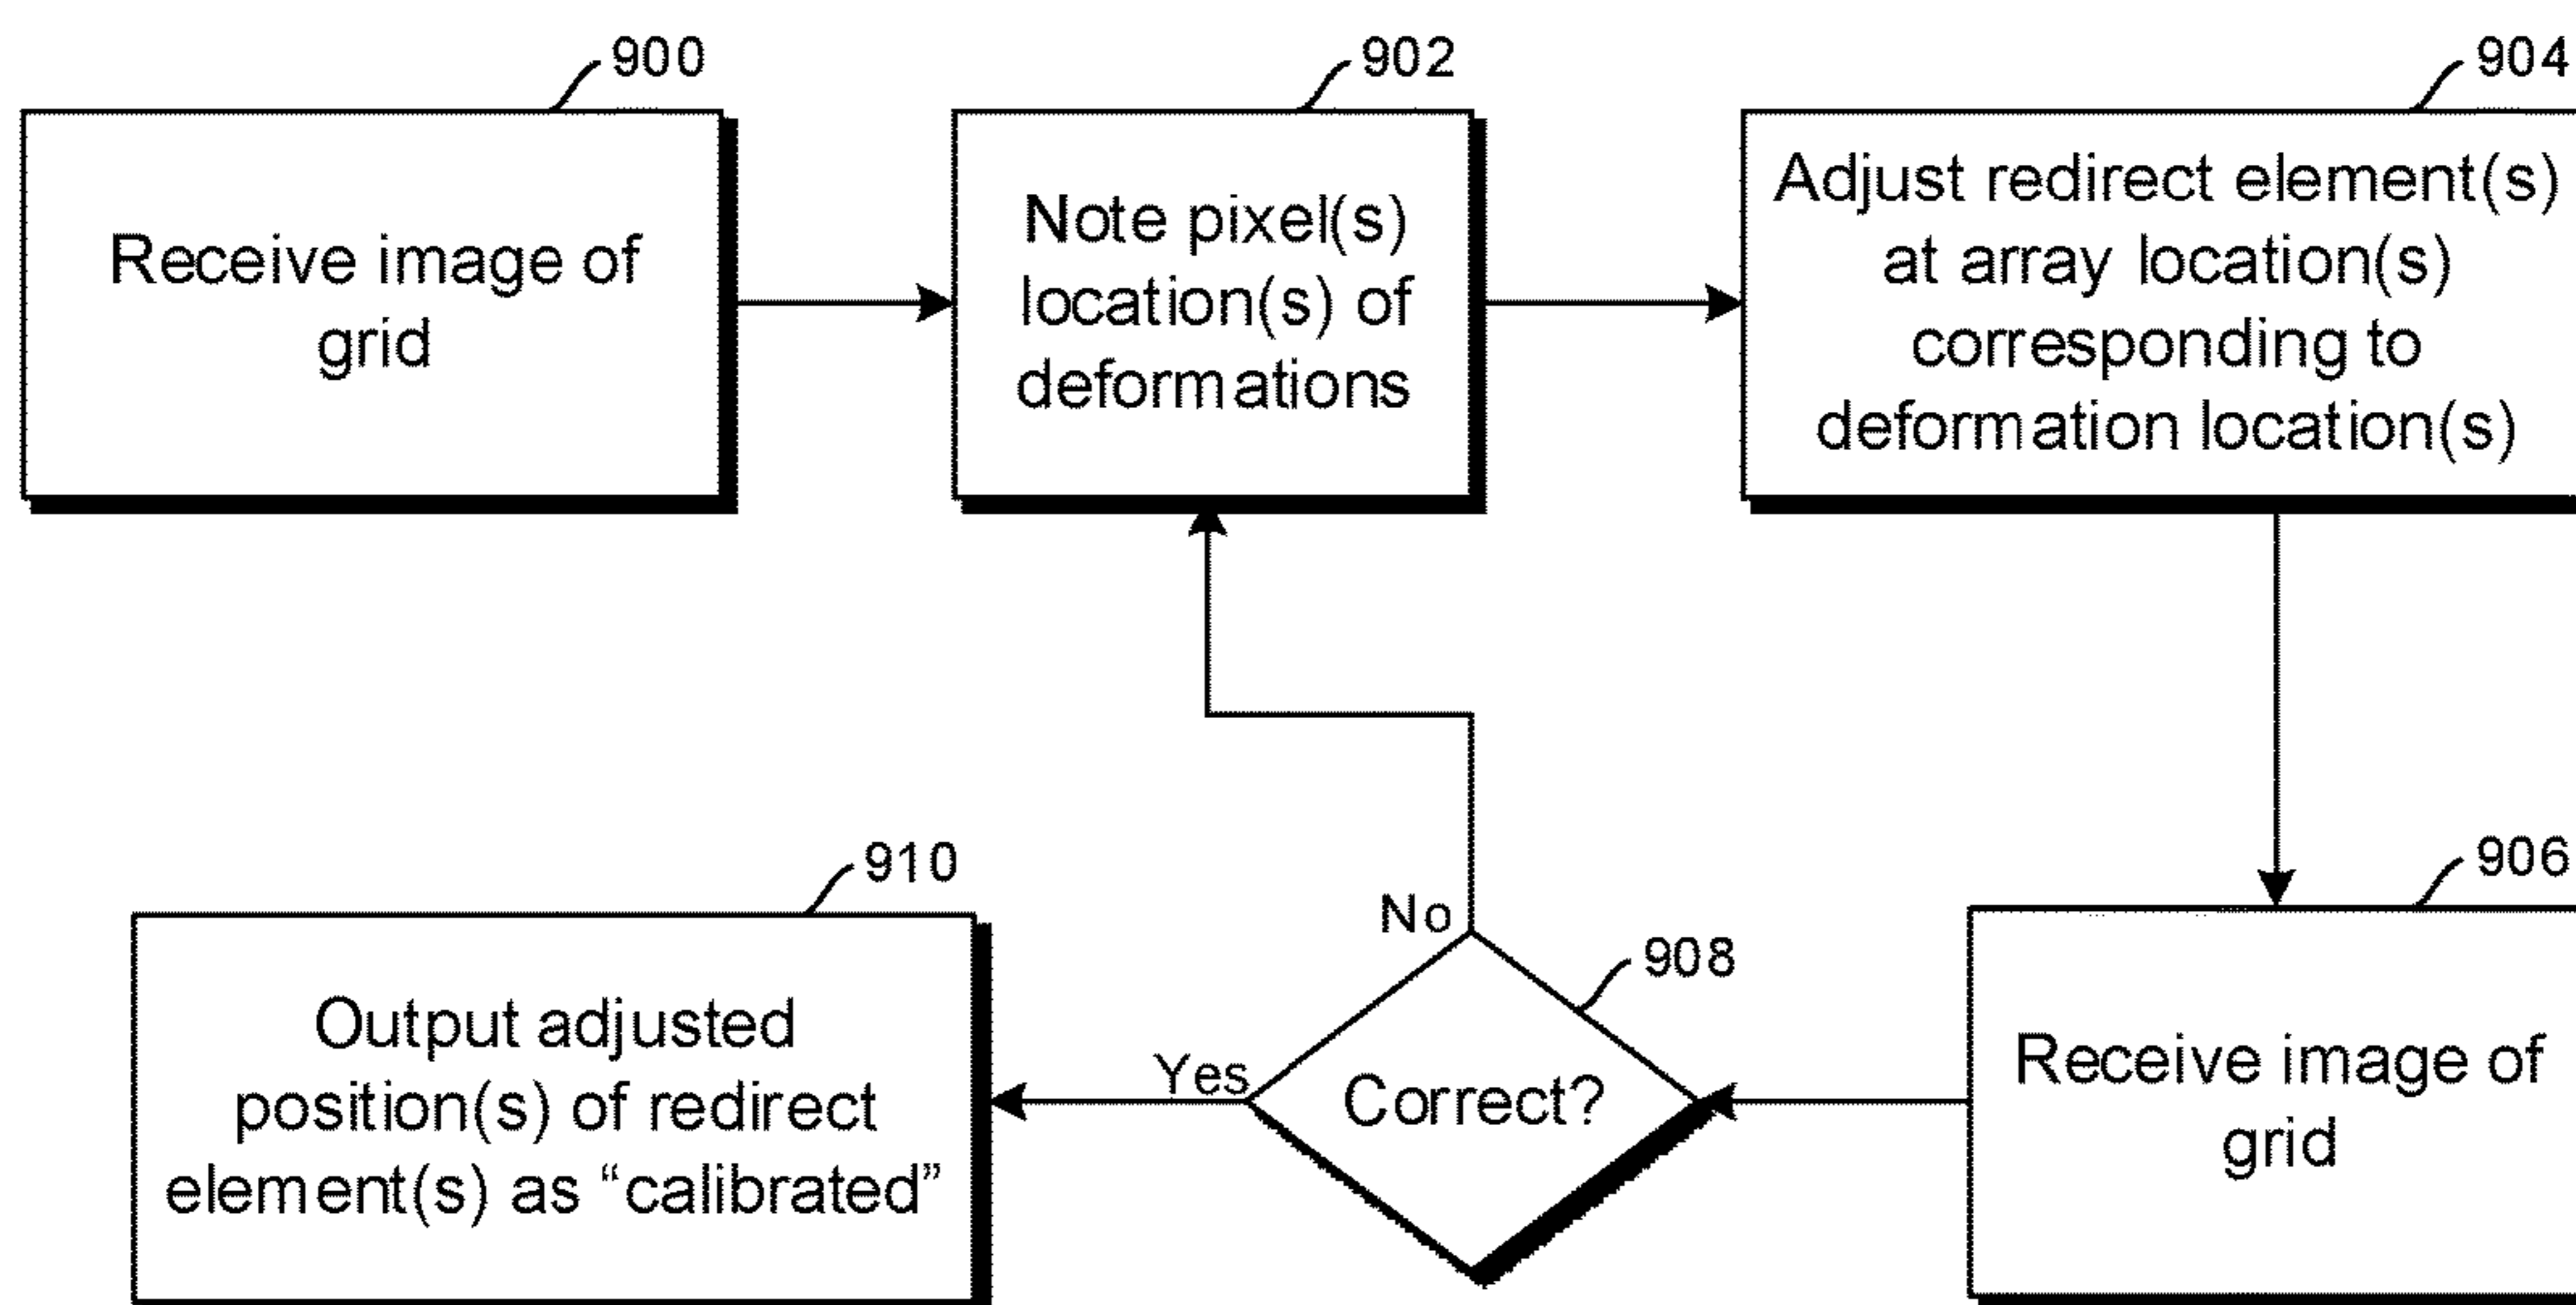 900
Receive image of
grid
902
Note pixel(s)
location(s) of
deformations
904
Adjust redirect element(s)
at array location(s)
corresponding to
deformation location(s)
906
Receive image of
grid
908
Correct?
No
Yes
910
Output adjusted
position(s) of redirect
element(s) as “calibrated”